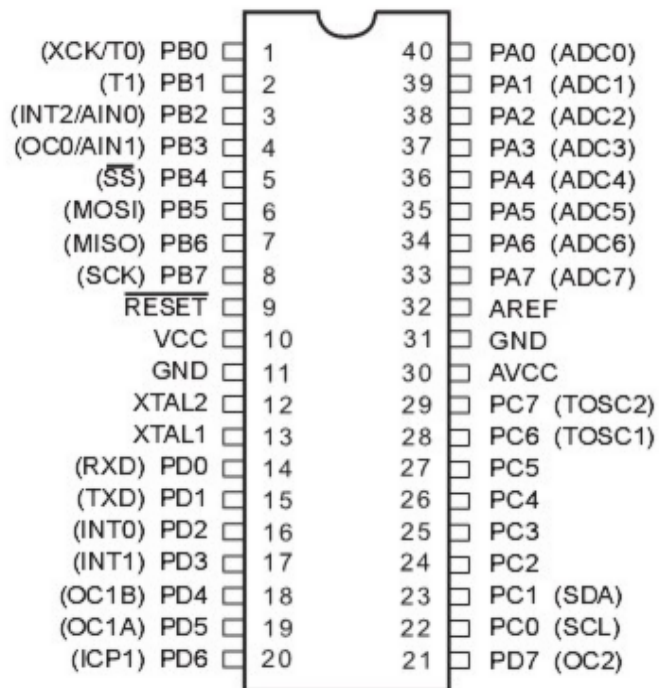 (XCK/T0) PB0 1 40 PA0 (ADC0)
(T1) PB1 2 39 PA1 (ADC1)
(INT2/AIN0) PB2 3 38 PA2 (ADC2)
(OC0/AIN1) PB3 4 37 PA3 (ADC3)
(S̅S̅) PB4 5 36 PA4 (ADC4)
(MOSI) PB5 6 35 PA5 (ADC5)
(MISO) PB6 7 34 PA6 (ADC6)
(SCK) PB7 8 33 PA7 (ADC7)
R̅E̅S̅E̅T̅ 9 32 AREF
VCC 10 31 GND
GND 11 30 AVCC
XTAL2 12 29 PC7 (TOSC2)
XTAL1 13 28 PC6 (TOSC1)
(RXD) PD0 14 27 PC5
(TXD) PD1 15 26 PC4
(INT0) PD2 16 25 PC3
(INT1) PD3 17 24 PC2
(OC1B) PD4 18 23 PC1 (SDA)
(OC1A) PD5 19 22 PC0 (SCL)
(ICP1) PD6 20 21 PD7 (OC2)